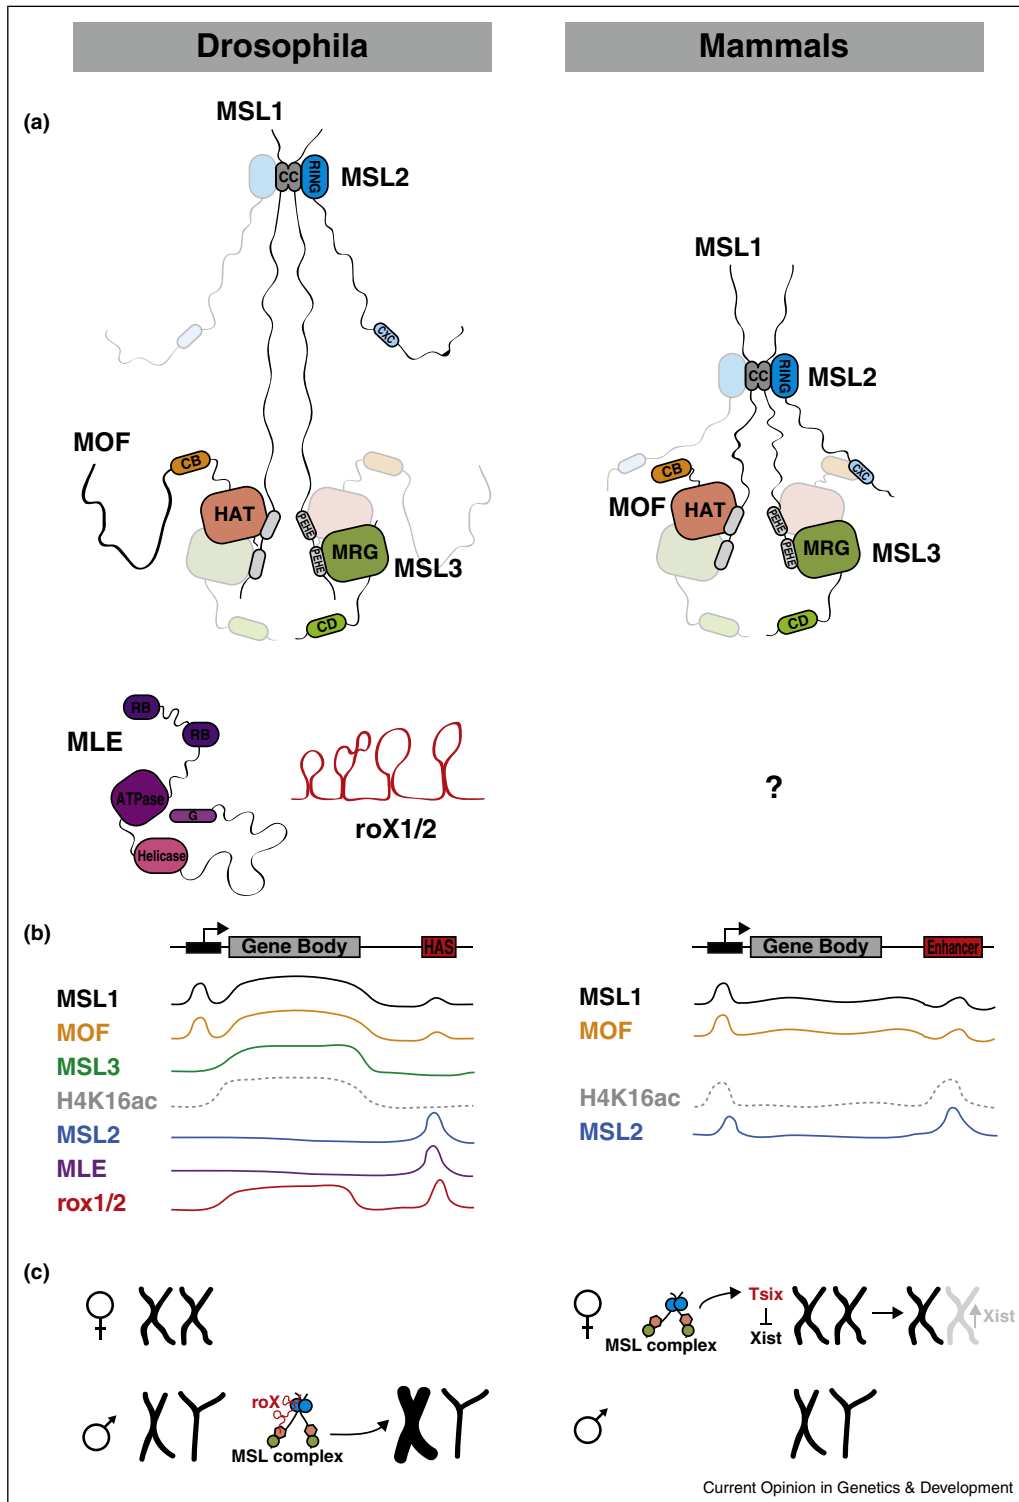 Drosophila
Mammals
(a)
MSL1
CC
RING
MSL2
CXC
MOF
CB
HAT
PEHE
PEHE
MRG
MSL3
CD
MSL1
CC
RING
MSL2
CXC
CB
MOF
HAT
PEHE
PEHE
MRG
MSL3
CD
RB
RB
MLE
ATPase
G
Helicase
roX1/2
?
(b)
Gene Body
HAS
MSL1
MOF
MSL3
H4K16ac
MSL2
MLE
rox1/2
Gene Body
Enhancer
MSL1
MOF
H4K16ac
MSL2
(c)
Tsix
Xist
MSL complex
Xist
roX
MSL complex
Current Opinion in Genetics & Development